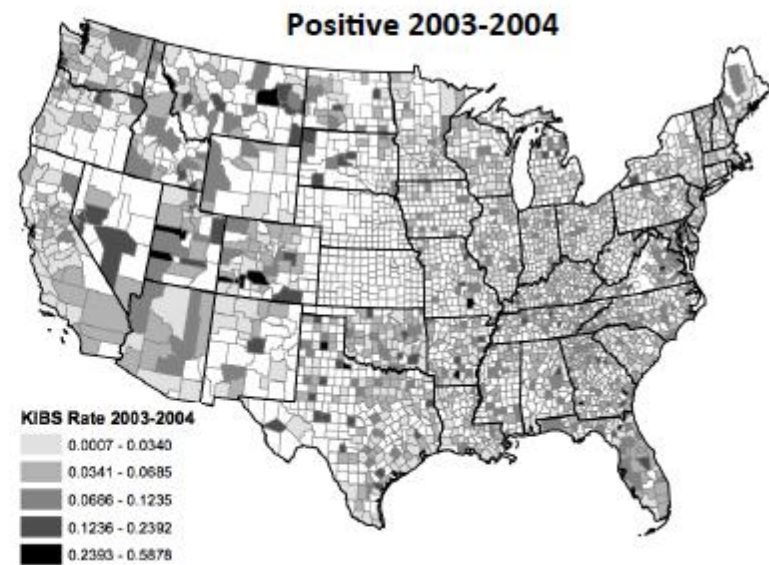 Positive 2003-2004
KIBS Rate 2003-2004
0.0007 - 0.0340
0.0341 - 0.0685
0.0686 - 0.1235
0.1236 - 0.2392
0.2393 - 0.5878